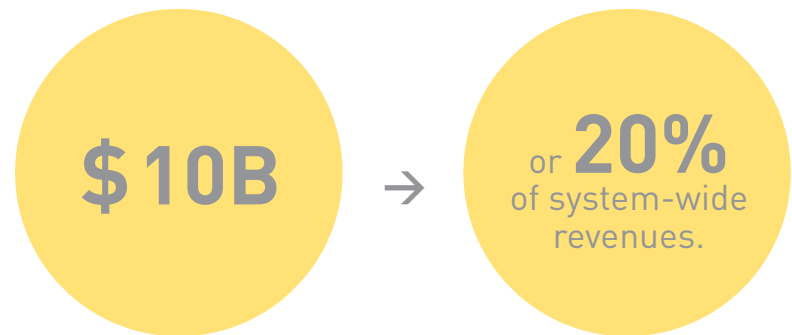 $10B
→
or 20%
of system-wide
revenues.